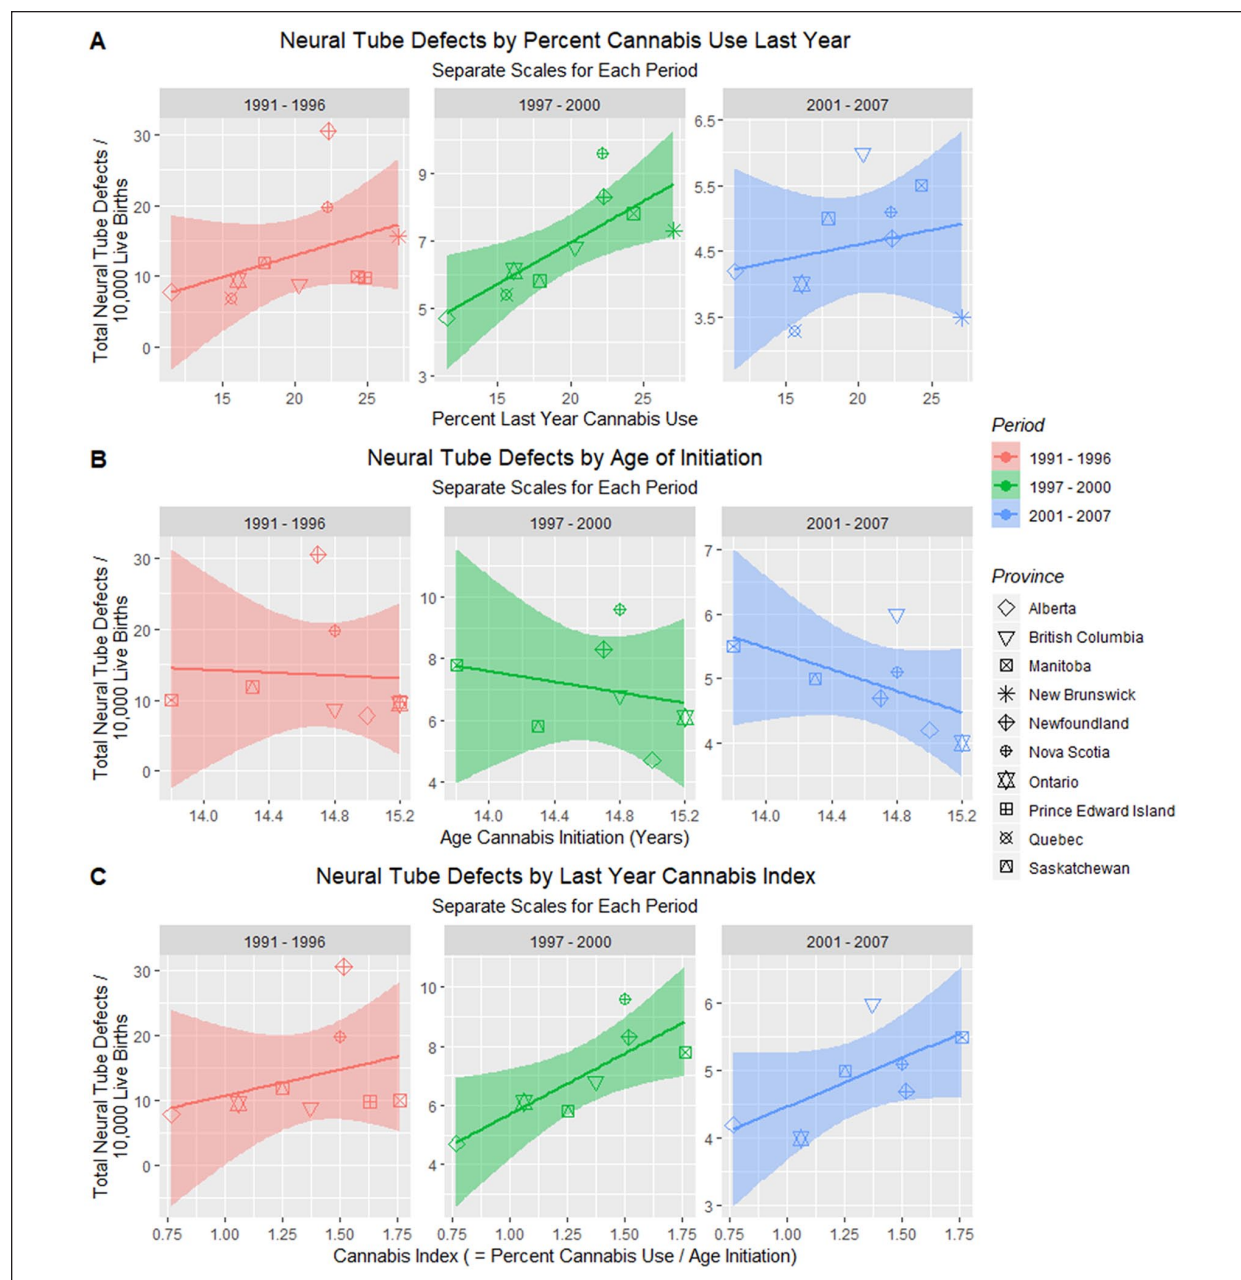 A
Neural Tube Defects by Percent Cannabis Use Last Year
Separate Scales for Each Period
1991 - 1996
1997 - 2000
2001 - 2007
Total Neural Tube Defects /
10,000 Live Births
30
20
10
0
9
7
5
3
6.5
5.5
4.5
3.5
15 20 25
15 20 25
15 20 25
Percent Last Year Cannabis Use
B
Neural Tube Defects by Age of Initiation
Separate Scales for Each Period
1991 - 1996
1997 - 2000
2001 - 2007
Total Neural Tube Defects /
10,000 Live Births
30
20
10
0
10
8
6
4
7
6
5
4
14.0 14.4 14.8 15.2
14.0 14.4 14.8 15.2
14.0 14.4 14.8 15.2
Age Cannabis Initiation (Years)
C
Neural Tube Defects by Last Year Cannabis Index
Separate Scales for Each Period
1991 - 1996
1997 - 2000
2001 - 2007
Total Neural Tube Defects /
10,000 Live Births
30
20
10
0
10
8
6
4
6
5
4
3
0.75 1.00 1.25 1.50 1.75
0.75 1.00 1.25 1.50 1.75
0.75 1.00 1.25 1.50 1.75
Cannabis Index ( = Percent Cannabis Use / Age Initiation)
Period
1991 - 1996
1997 - 2000
2001 - 2007
Province
Alberta
British Columbia
Manitoba
New Brunswick
Newfoundland
Nova Scotia
Ontario
Prince Edward Island
Quebec
Saskatchewan